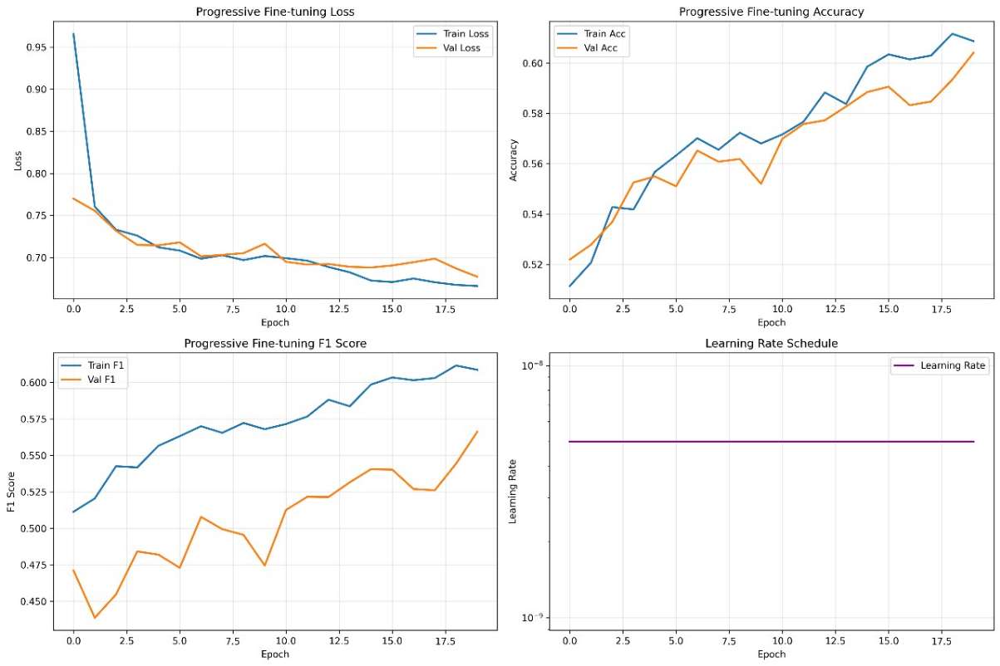 Progressive Fine-tuning Loss
Train Loss
Val Loss
0.95
0.90
0.85
0.80
0.75
0.70
Loss
0.0 2.5 5.0 7.5 10.0 12.5 15.0 17.5
Epoch
Progressive Fine-tuning Accuracy
Train Acc
Val Acc
0.60
0.58
0.56
0.54
0.52
Accuracy
0.0 2.5 5.0 7.5 10.0 12.5 15.0 17.5
Epoch
Progressive Fine-tuning F1 Score
Train F1
Val F1
0.600
0.575
0.550
0.525
0.500
0.475
0.450
F1 Score
0.0 2.5 5.0 7.5 10.0 12.5 15.0 17.5
Epoch
Learning Rate Schedule
Learning Rate
10⁻⁸
10⁻⁹
Learning Rate
0.0 2.5 5.0 7.5 10.0 12.5 15.0 17.5
Epoch